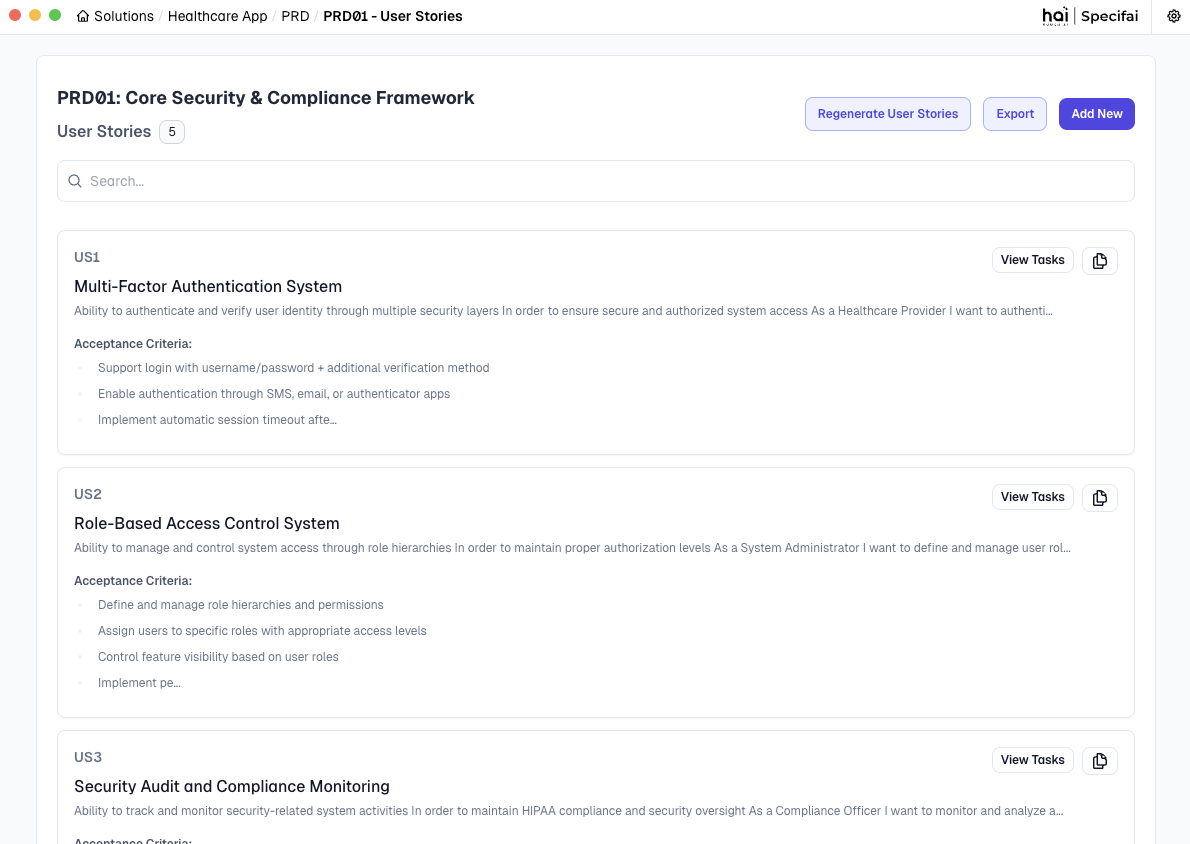 Solutions / Healthcare App / PRD / PRD01 - User Stories
hai | Specifai
PRD01: Core Security & Compliance Framework
User Stories 5
Regenerate User Stories
Export
Add New
Search...
US1
View Tasks
Multi-Factor Authentication System
Ability to authenticate and verify user identity through multiple security layers In order to ensure secure and authorized system access As a Healthcare Provider I want to authenti...
Acceptance Criteria:
Support login with username/password + additional verification method
Enable authentication through SMS, email, or authenticator apps
Implement automatic session timeout afte...
US2
View Tasks
Role-Based Access Control System
Ability to manage and control system access through role hierarchies In order to maintain proper authorization levels As a System Administrator I want to define and manage user rol...
Acceptance Criteria:
Define and manage role hierarchies and permissions
Assign users to specific roles with appropriate access levels
Control feature visibility based on user roles
Implement pe...
US3
View Tasks
Security Audit and Compliance Monitoring
Ability to track and monitor security-related system activities In order to maintain HIPAA compliance and security oversight As a Compliance Officer I want to monitor and analyze a...
Acceptance Criteria: